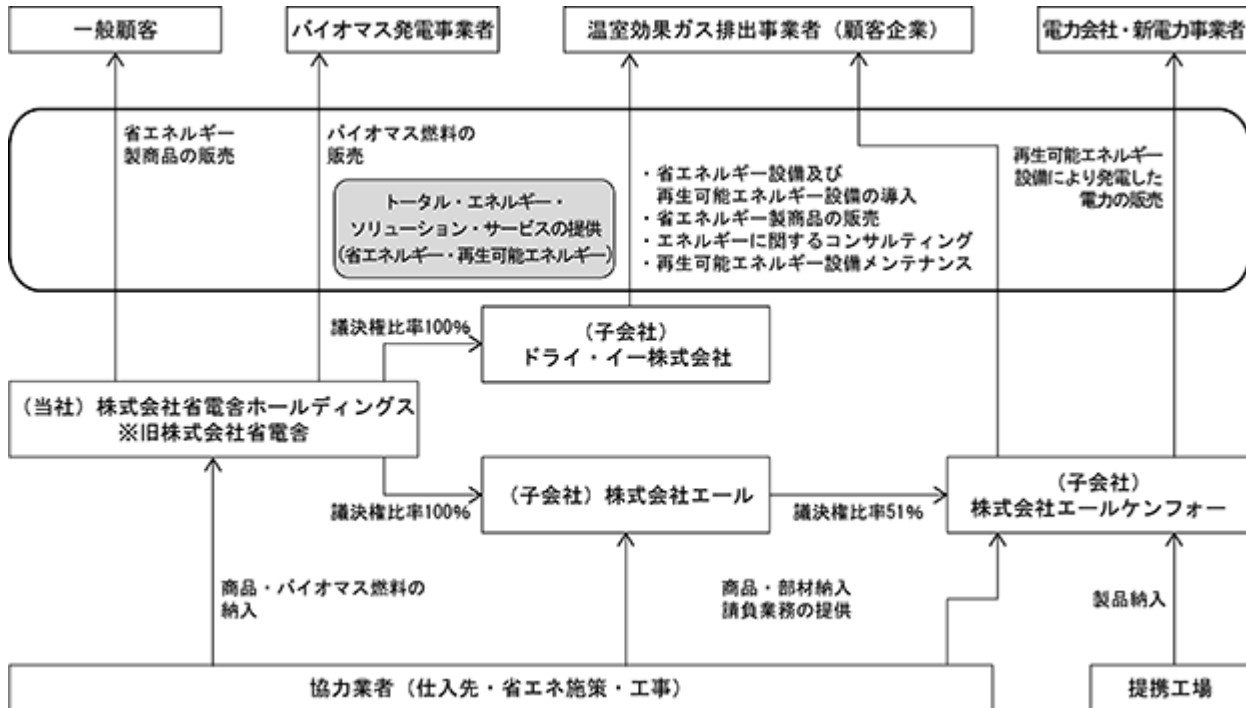 一般顧客
バイオマス発電事業者
温室効果ガス排出事業者（顧客企業）
電力会社・新電力事業者
省エネルギー
製商品の販売
バイオマス燃料の
販売
トータル・エネルギー・
ソリューション・サービスの提供
(省エネルギー・再生可能エネルギー)
・省エネルギー設備及び
再生可能エネルギー設備の導入
・省エネルギー製商品の販売
・エネルギーに関するコンサルティング
・再生可能エネルギー設備メンテナンス
再生可能エネルギー
設備により発電した
電力の販売
議決権比率100%
（子会社）
ドライ・イー株式会社
（当社）株式会社省電舎ホールディングス
※旧株式会社省電舎
議決権比率100%
（子会社）株式会社エール
議決権比率51%
（子会社）
株式会社エールケンフォー
商品・バイオマス燃料の
納入
商品・部材納入
請負業務の提供
製品納入
協力業者（仕入先・省エネ施策・工事）
提携工場